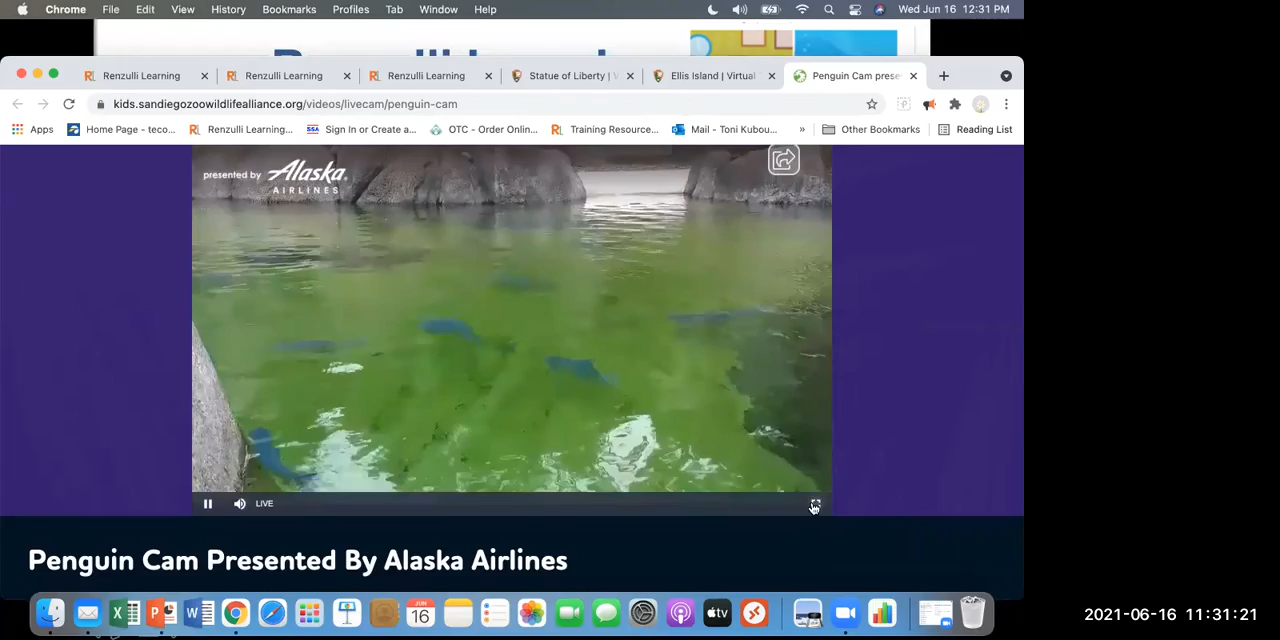 Chrome File Edit View History Bookmarks Profiles Tab Window Help Wed Jun 16 12:31 PM
Renzulli Learning Renzulli Learning Renzulli Learning Statue of Liberty | V Ellis Island | Virtual Penguin Cam prese
kids.sandiegozoowildlifealliance.org/videos/livecam/penguin-cam
Apps Home Page - teco... Renzulli Learning... SSA Sign In or Create a... OTC - Order Onlin... Training Resource... Mail - Toni Kubou... » Other Bookmarks Reading List
presented by Alaska
AIRLINES
LIVE
Penguin Cam Presented By Alaska Airlines
JUN
16
tv
2021-06-16 11:31:21